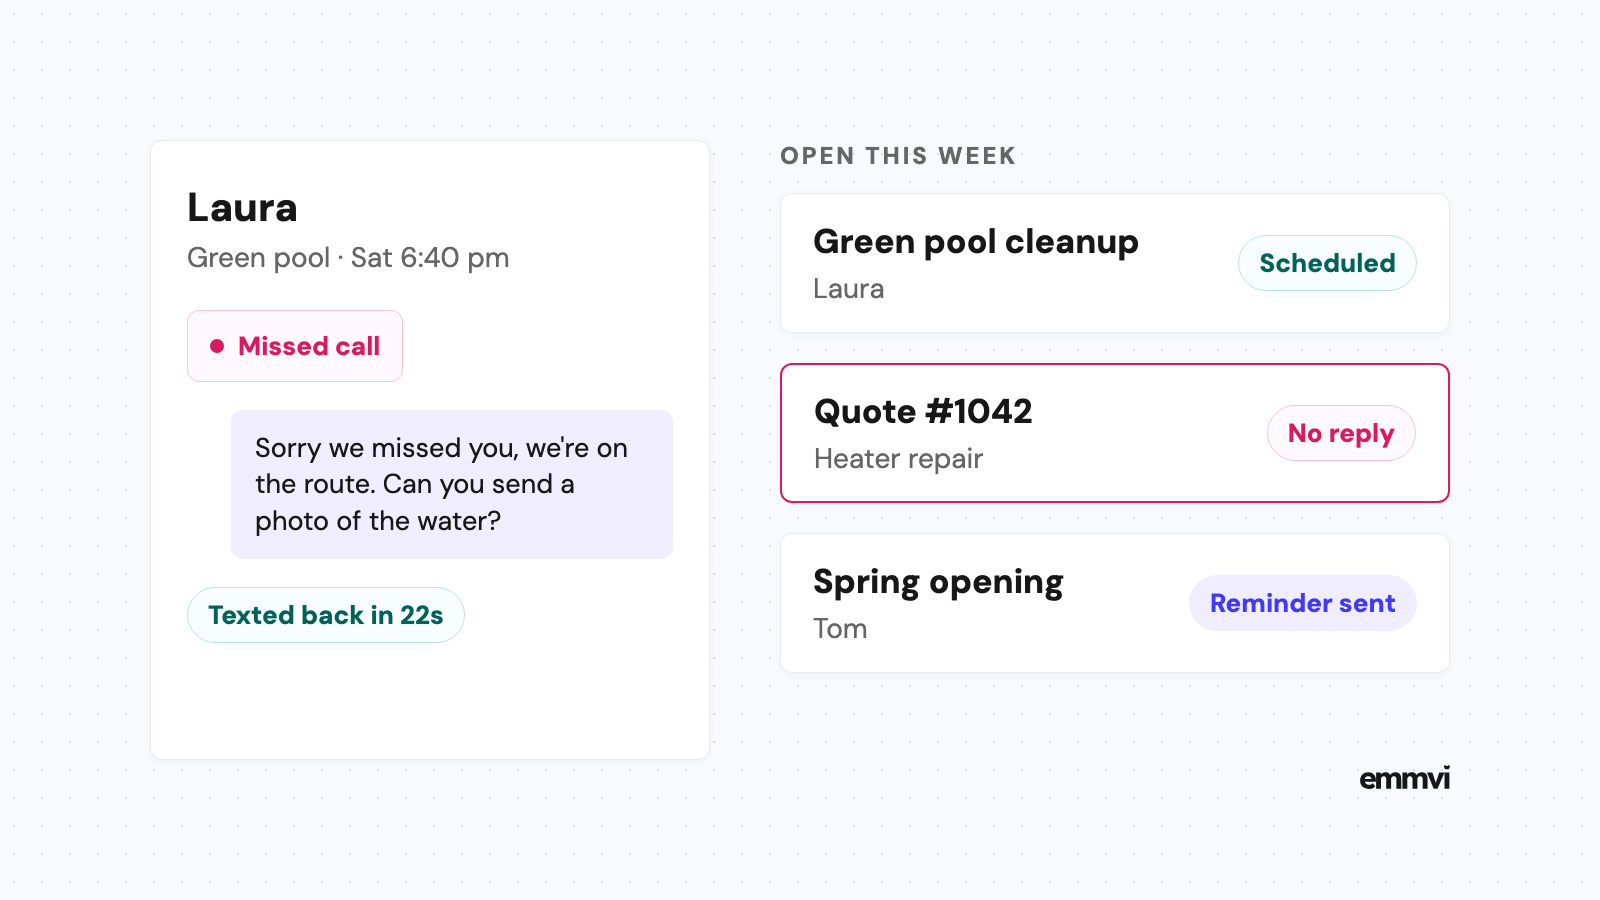 Laura
Green pool · Sat 6:40 pm
Missed call
Sorry we missed you, we're on
the route. Can you send a
photo of the water?
Texted back in 22s
OPEN THIS WEEK
Green pool cleanup
Laura
Scheduled
Quote #1042
Heater repair
No reply
Spring opening
Tom
Reminder sent
emmvi